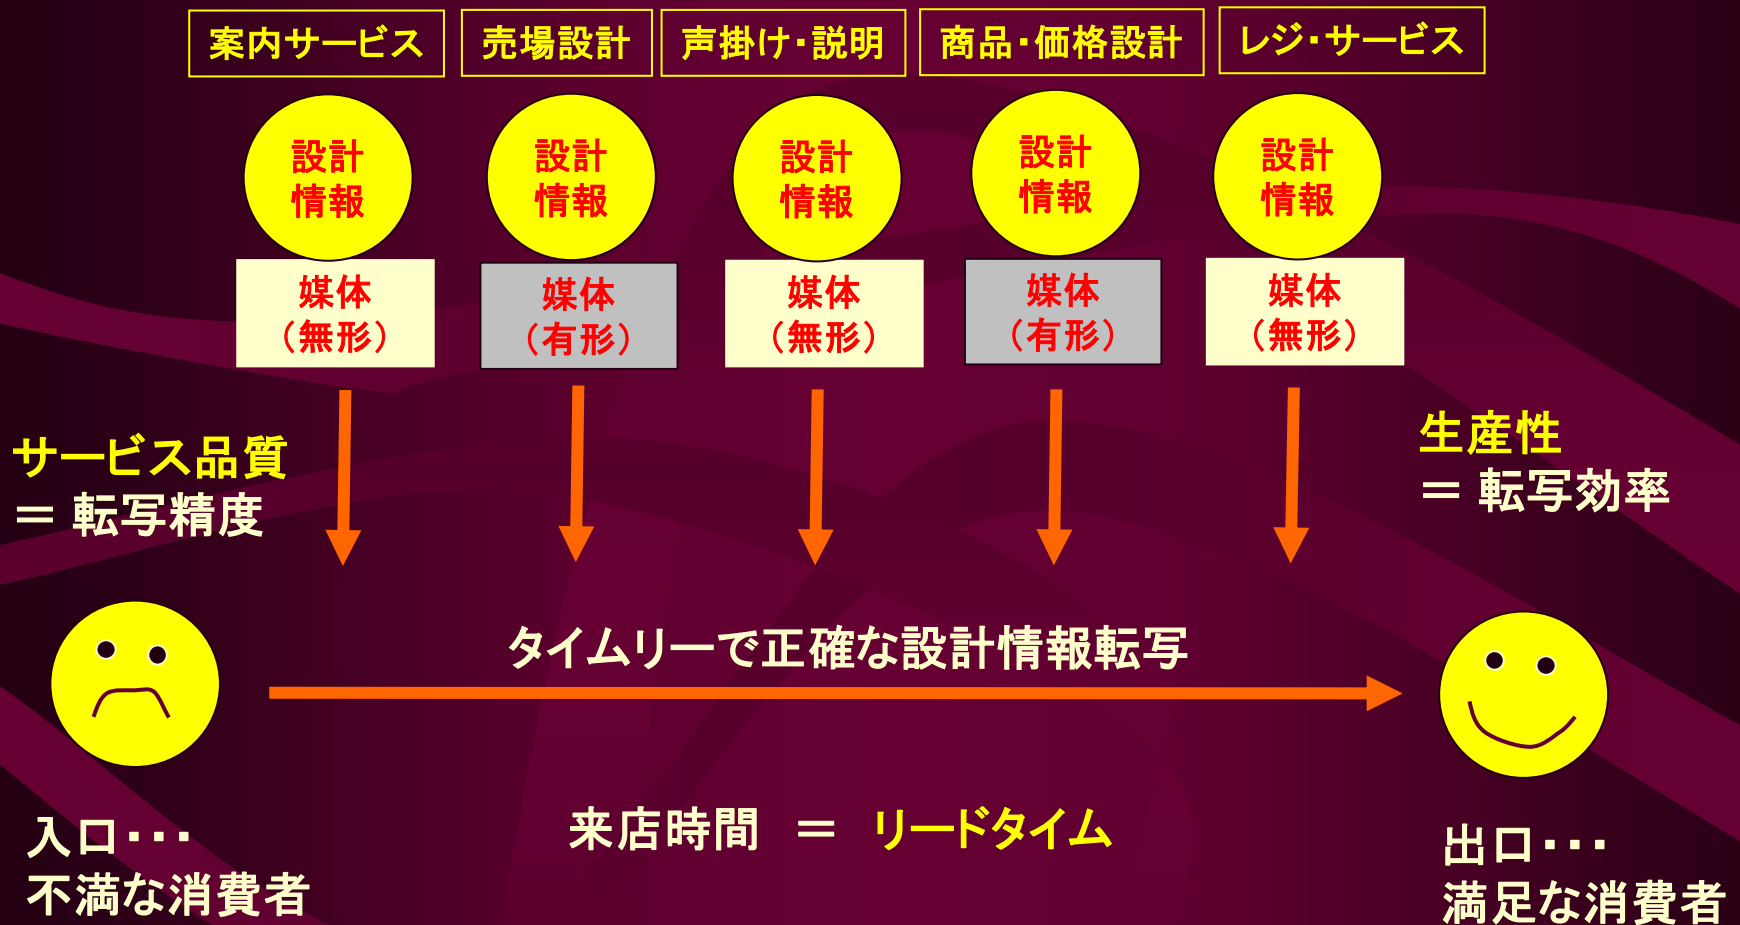 案内サービス
売場設計
声掛け・説明
商品・価格設計
レジ・サービス
設計
情報
設計
情報
設計
情報
設計
情報
設計
情報
媒体
（無形）
媒体
（有形）
媒体
（無形）
媒体
（有形）
媒体
（無形）
サービス品質
＝ 転写精度
生産性
＝ 転写効率
タイムリーで正確な設計情報転写
来店時間　＝　リードタイム
入口・・・
不満な消費者
出口・・・
満足な消費者